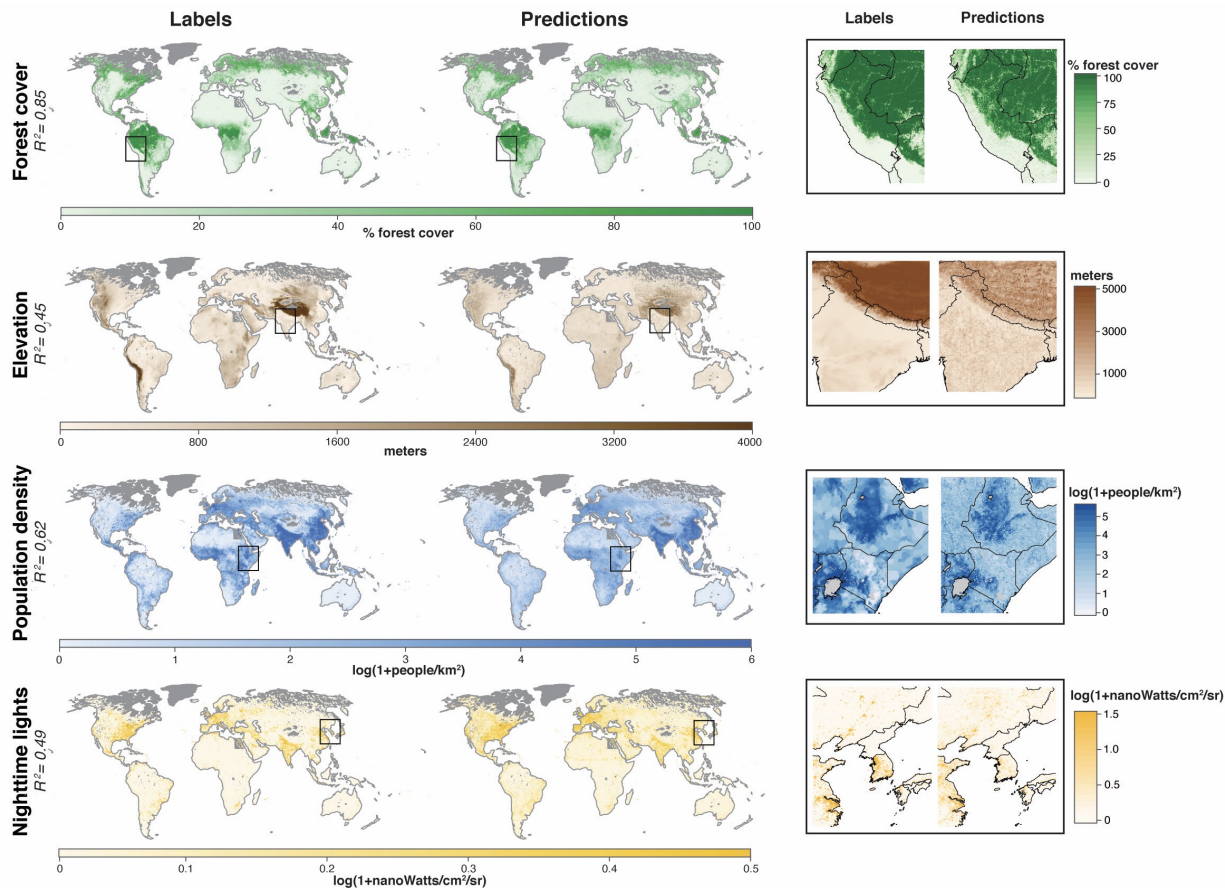 Labels
Predictions
Labels
Predictions
Forest cover
R² = 0.85
0
20
40
60
80
100
% forest cover
% forest cover
100
75
50
25
0
Elevation
R² = 0.45
0
800
1600
2400
3200
4000
meters
meters
5000
3000
1000
Population density
R² = 0.62
0
1
2
3
4
5
6
log(1+people/km²)
log(1+people/km²)
5
4
3
2
1
0
Nighttime lights
R² = 0.49
0
0.1
0.2
0.3
0.4
0.5
log(1+nanoWatts/cm²/sr)
log(1+nanoWatts/cm²/sr)
1.5
1.0
0.5
0